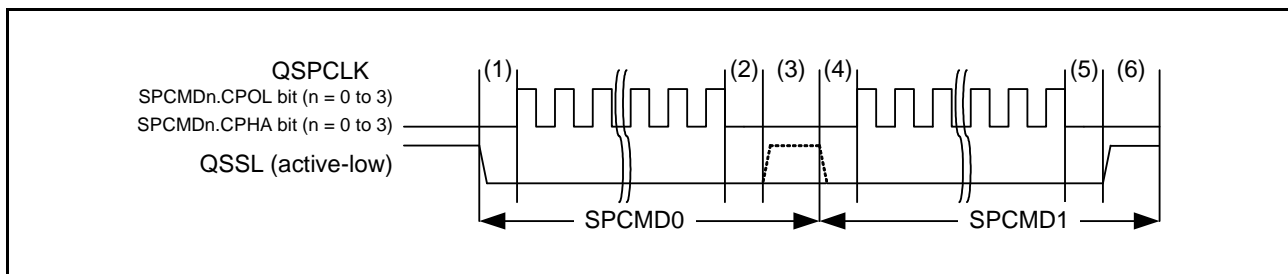 QSPCLK
(1) (2) (3) (4) (5) (6)
SPCMDn.CPOL bit (n = 0 to 3)
SPCMDn.CPHA bit (n = 0 to 3)
QSSL (active-low)
SPCMD0 SPCMD1